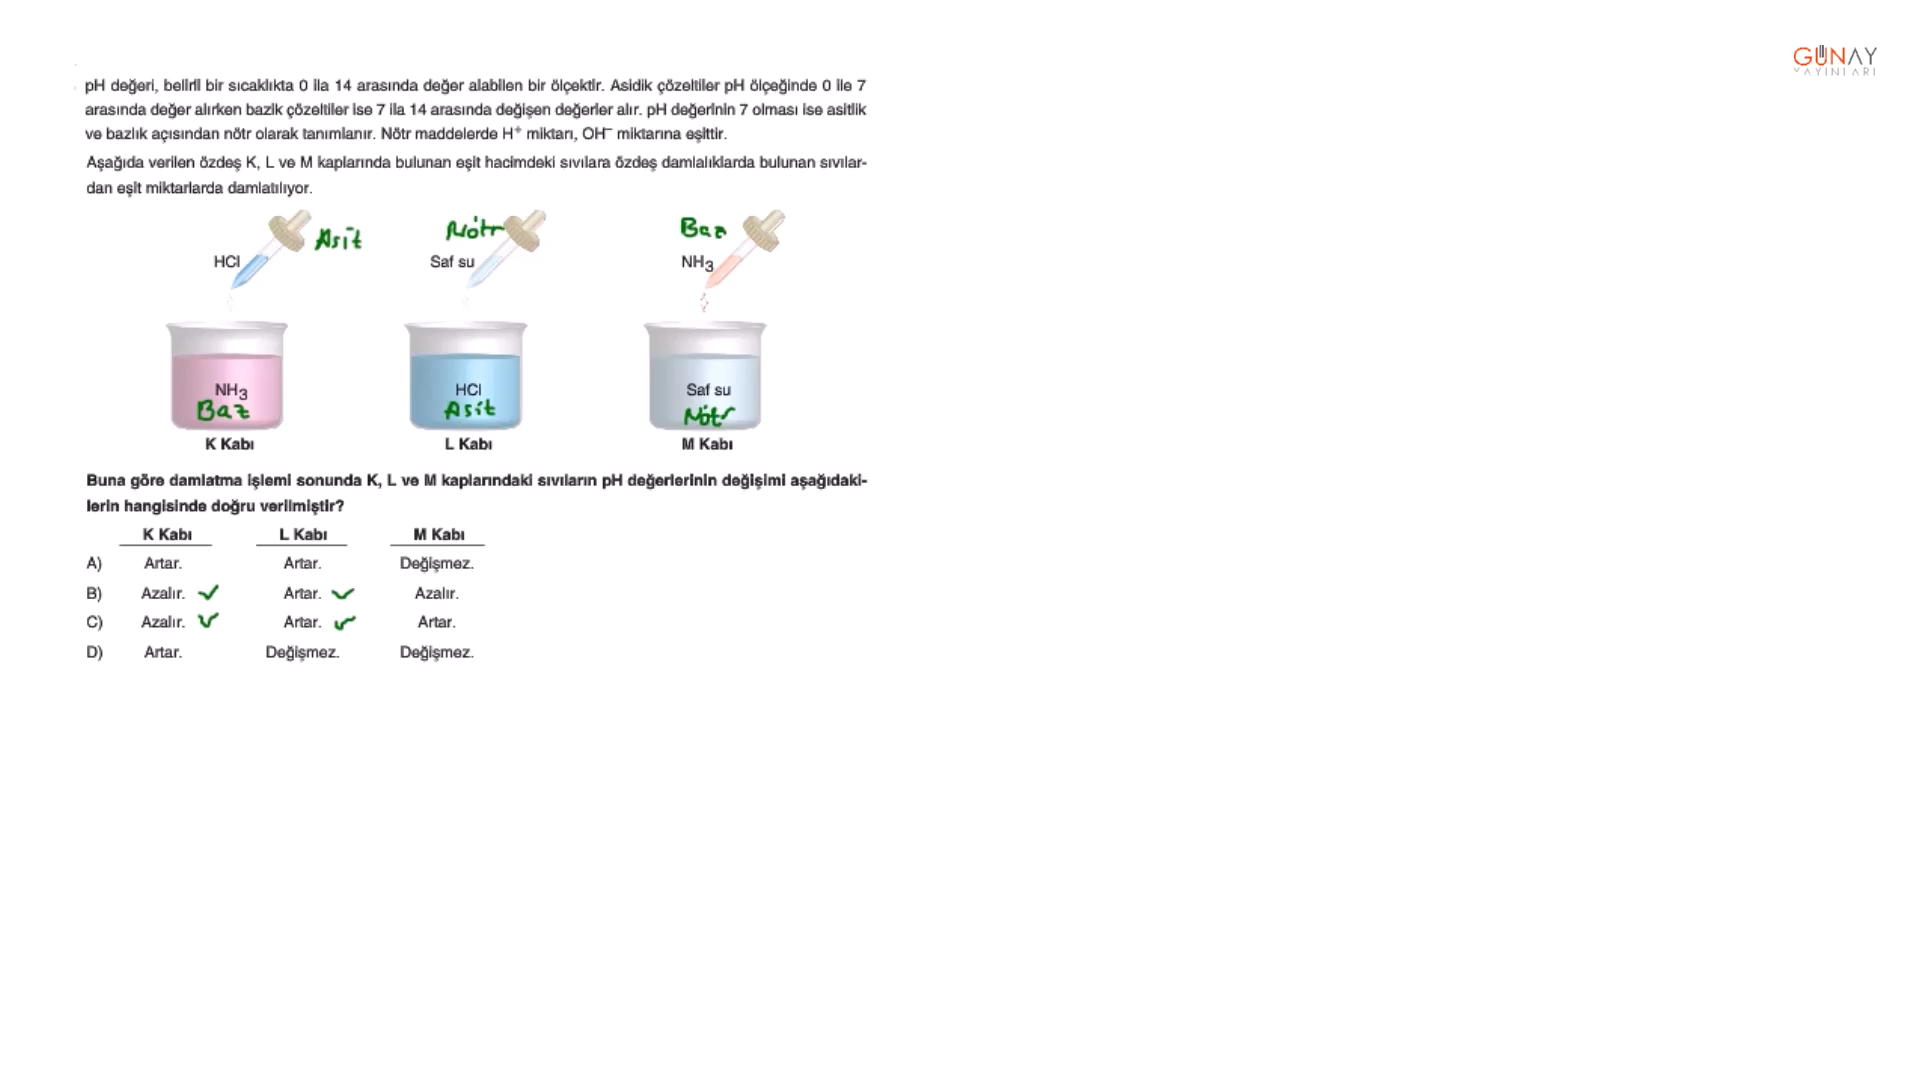 GÜNAY
YAYINLARI
pH değeri, belirli bir sıcaklıkta 0 ila 14 arasında değer alabilen bir ölçektir. Asidik çözeltiler pH ölçeğinde 0 ile 7
arasında değer alırken bazik çözeltiler ise 7 ila 14 arasında değişen değerler alır. pH değerinin 7 olması ise asitlik
ve bazlık açısından nötr olarak tanımlanır. Nötr maddelerde H⁺ miktarı, OH⁻ miktarına eşittir.
Aşağıda verilen özdeş K, L ve M kaplarında bulunan eşit hacimdeki sıvılara özdeş damlalıklarda bulunan sıvılar-
dan eşit miktarlarda damlatılıyor.
Asit Nötr Baz
HCl Saf su NH3
NH3 HCl Saf su
Baz Asit Nötr
K Kabı L Kabı M Kabı
Buna göre damlatma işlemi sonunda K, L ve M kaplarındaki sıvıların pH değerlerinin değişimi aşağıdaki-
lerin hangisinde doğru verilmiştir?
K Kabı L Kabı M Kabı
A) Artar. Artar. Değişmez.
B) Azalır. ✓ Artar. ✓ Azalır.
C) Azalır. ✓ Artar. ✓ Artar.
D) Artar. Değişmez. Değişmez.